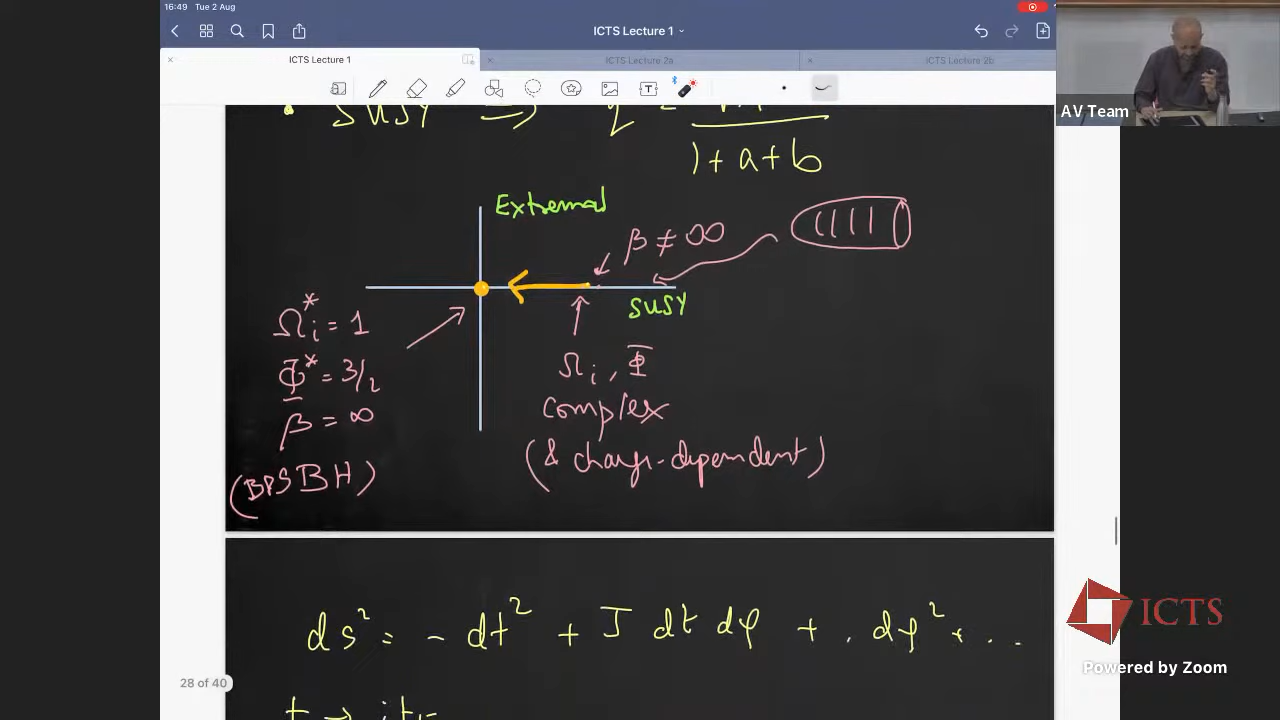 16:49 Tue 2 Aug
ICTS Lecture 1
ICTS Lecture 1
ICTS Lecture 2a
ICTS Lecture 2b
AV Team
• SUSY ⟹ q =
1 + a + b
Extremal
β ≠ ∞
SUSY
Ω*ᵢ = 1
Φ* = 3/2
β = ∞
(BPS BH)
Ωᵢ, Φ
complex
(& charge-dependent)
ds² = - dt² + J dt dφ + . dφ² + ...
28 of 40
ICTS
Powered by Zoom